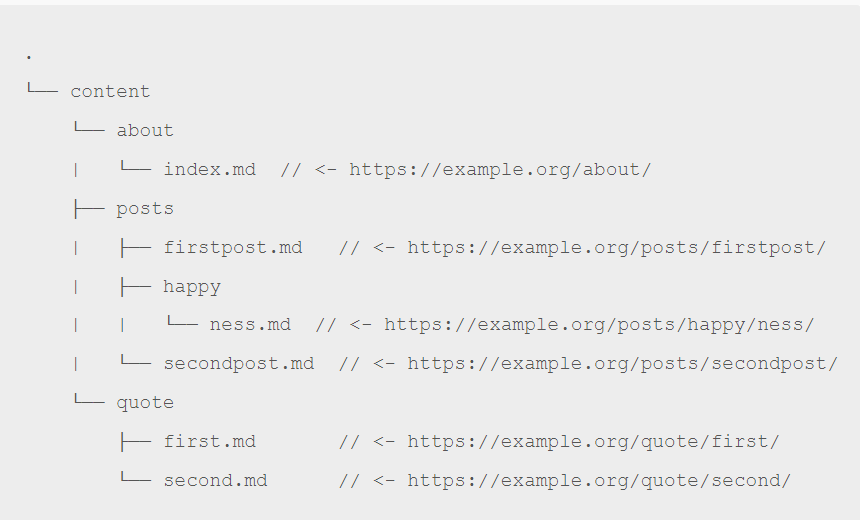 .
└── content
    └── about
    |   └── index.md  // <- https://example.org/about/
    ├── posts
    |   ├── firstpost.md   // <- https://example.org/posts/firstpost/
    |   ├── happy
    |   |   └── ness.md  // <- https://example.org/posts/happy/ness/
    |   └── secondpost.md  // <- https://example.org/posts/secondpost/
    └── quote
        ├── first.md       // <- https://example.org/quote/first/
        └── second.md      // <- https://example.org/quote/second/